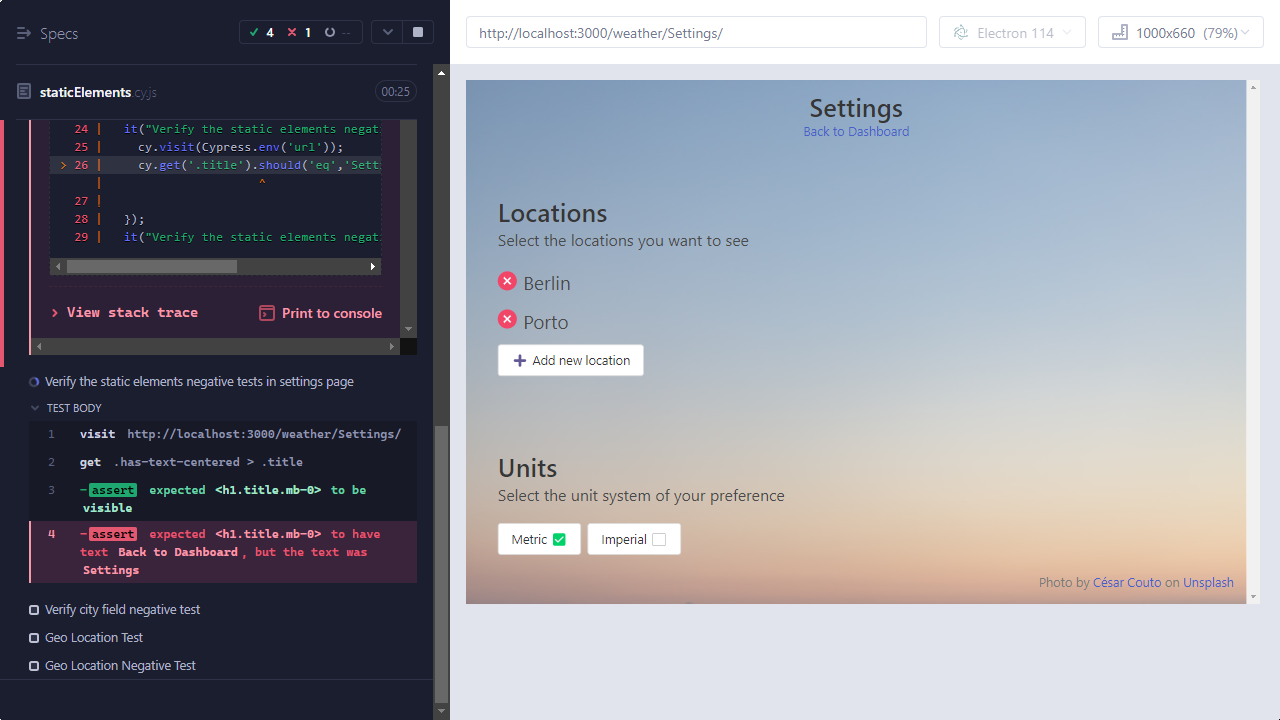 Specs
4
1
--
staticElements.cy.js
00:25
24 | it("Verify the static elements negat
25 | cy.visit(Cypress.env('url'));
> 26 | cy.get('.title').should('eq','Sett
| ^
27 |
28 | });
29 | it("Verify the static elements negat
> View stack trace
Print to console
Verify the static elements negative tests in settings page
TEST BODY
1 visit http://localhost:3000/weather/Settings/
2 get .has-text-centered > .title
3 -assert expected <h1.title.mb-0> to be
visible
4 -assert expected <h1.title.mb-0> to have
text Back to Dashboard, but the text was
Settings
Verify city field negative test
Geo Location Test
Geo Location Negative Test
http://localhost:3000/weather/Settings/
Electron 114
1000x660 (79%)
Settings
Back to Dashboard
Locations
Select the locations you want to see
Berlin
Porto
Add new location
Units
Select the unit system of your preference
Metric
Imperial
Photo by César Couto on Unsplash